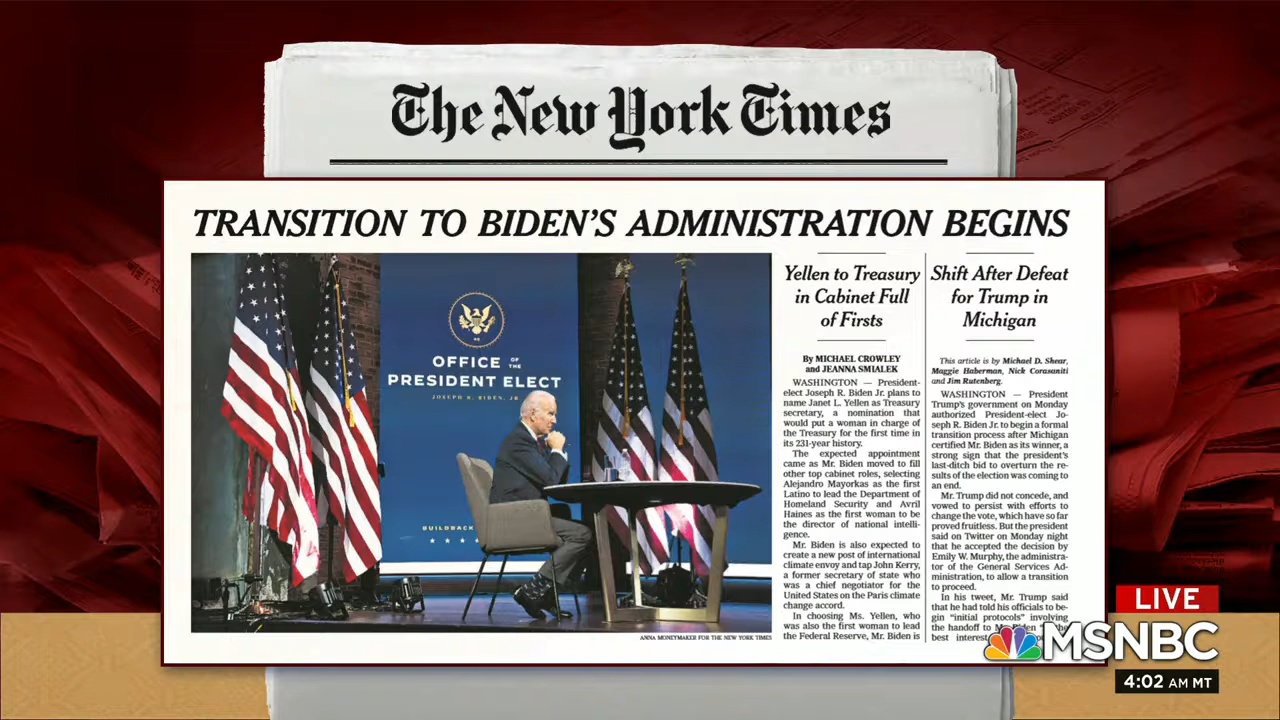 The New York Times
TRANSITION TO BIDEN'S ADMINISTRATION BEGINS
OFFICE OF THE
PRESIDENT ELECT
JOSEPH R. BIDEN, JR.
BUILDBACK
ANNA MONEYMAKER FOR THE NEW YORK TIMES
Yellen to Treasury
in Cabinet Full
of Firsts
By MICHAEL CROWLEY
and JEANNA SMIALEK
WASHINGTON — President-
elect Joseph R. Biden Jr. plans to
name Janet L. Yellen as Treasury
secretary, a nomination that
would put a woman in charge of
the Treasury for the first time in
its 231-year history.
The expected appointment
came as Mr. Biden moved to fill
other top cabinet roles, selecting
Alejandro Mayorkas as the first
Latino to lead the Department of
Homeland Security and Avril
Haines as the first woman to be
the director of national intelli-
gence.
Mr. Biden is also expected to
create a new post of international
climate envoy and tap John Kerry,
a former secretary of state who
was a chief negotiator for the
United States on the Paris climate
change accord.
In choosing Ms. Yellen, who
was also the first woman to lead
the Federal Reserve, Mr. Biden is
Shift After Defeat
for Trump in
Michigan
This article is by Michael D. Shear,
Maggie Haberman, Nick Corasaniti
and Jim Rutenberg.
WASHINGTON — President
Trump's government on Monday
authorized President-elect Jo-
seph R. Biden Jr. to begin a formal
transition process after Michigan
certified Mr. Biden as its winner, a
strong sign that the president's
last-ditch bid to overturn the re-
sults of the election was coming to
an end.
Mr. Trump did not concede, and
vowed to persist with efforts to
change the vote, which have so far
proved fruitless. But the president
said on Twitter on Monday night
that he accepted the decision by
Emily W. Murphy, the administra-
tor of the General Services Ad-
ministration, to allow a transition
to proceed.
In his tweet, Mr. Trump said
that he had told his officials to be-
gin "initial protocols" involving
the handoff to Mr. Biden
best interest
LIVE
MSNBC
4:02 AM MT